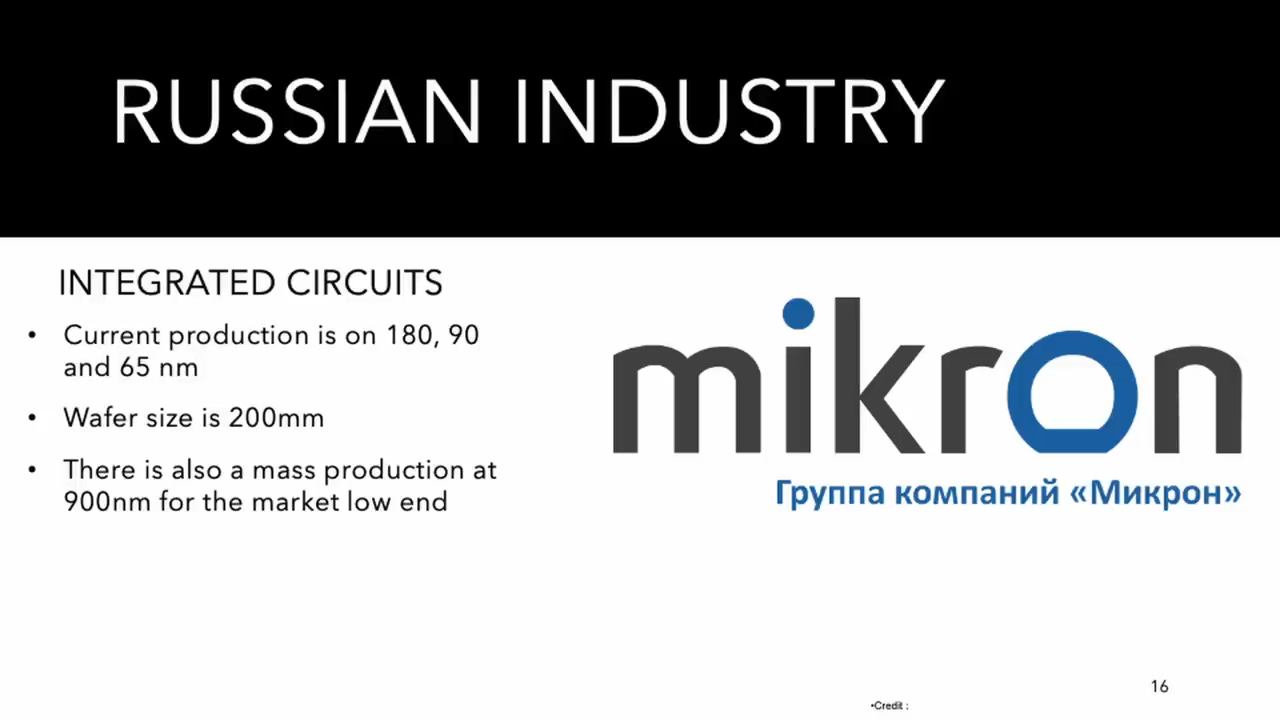 RUSSIAN INDUSTRY
INTEGRATED CIRCUITS
• Current production is on 180, 90
and 65 nm
• Wafer size is 200mm
• There is also a mass production at
900nm for the market low end
mikron
Группа компаний «Микрон»
16
•Credit :